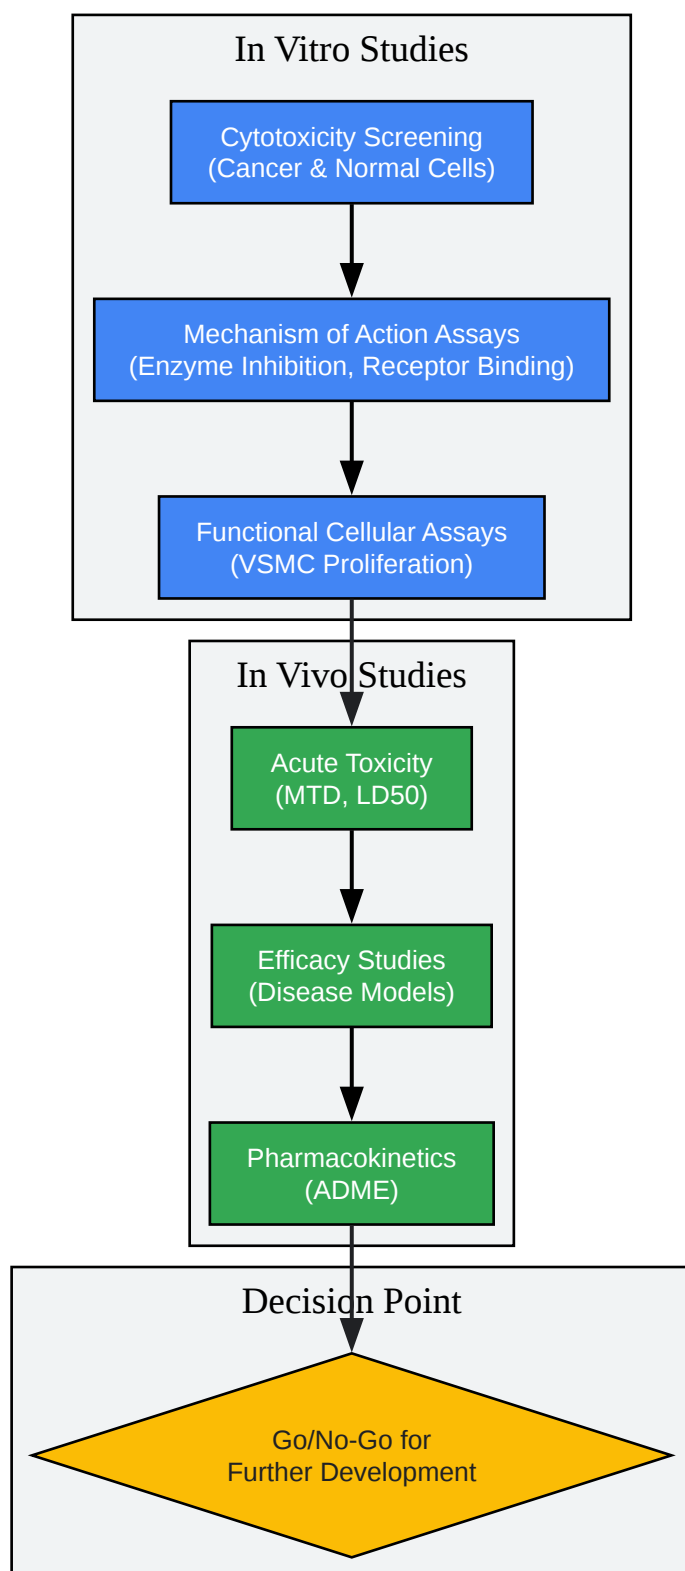 In Vitro Studies
Cytotoxicity Screening
(Cancer & Normal Cells)
Mechanism of Action Assays
(Enzyme Inhibition, Receptor Binding)
Functional Cellular Assays
(VSMC Proliferation)
In Vivo Studies
Acute Toxicity
(MTD, LD50)
Efficacy Studies
(Disease Models)
Pharmacokinetics
(ADME)
Decision Point
Go/No-Go for
Further Development